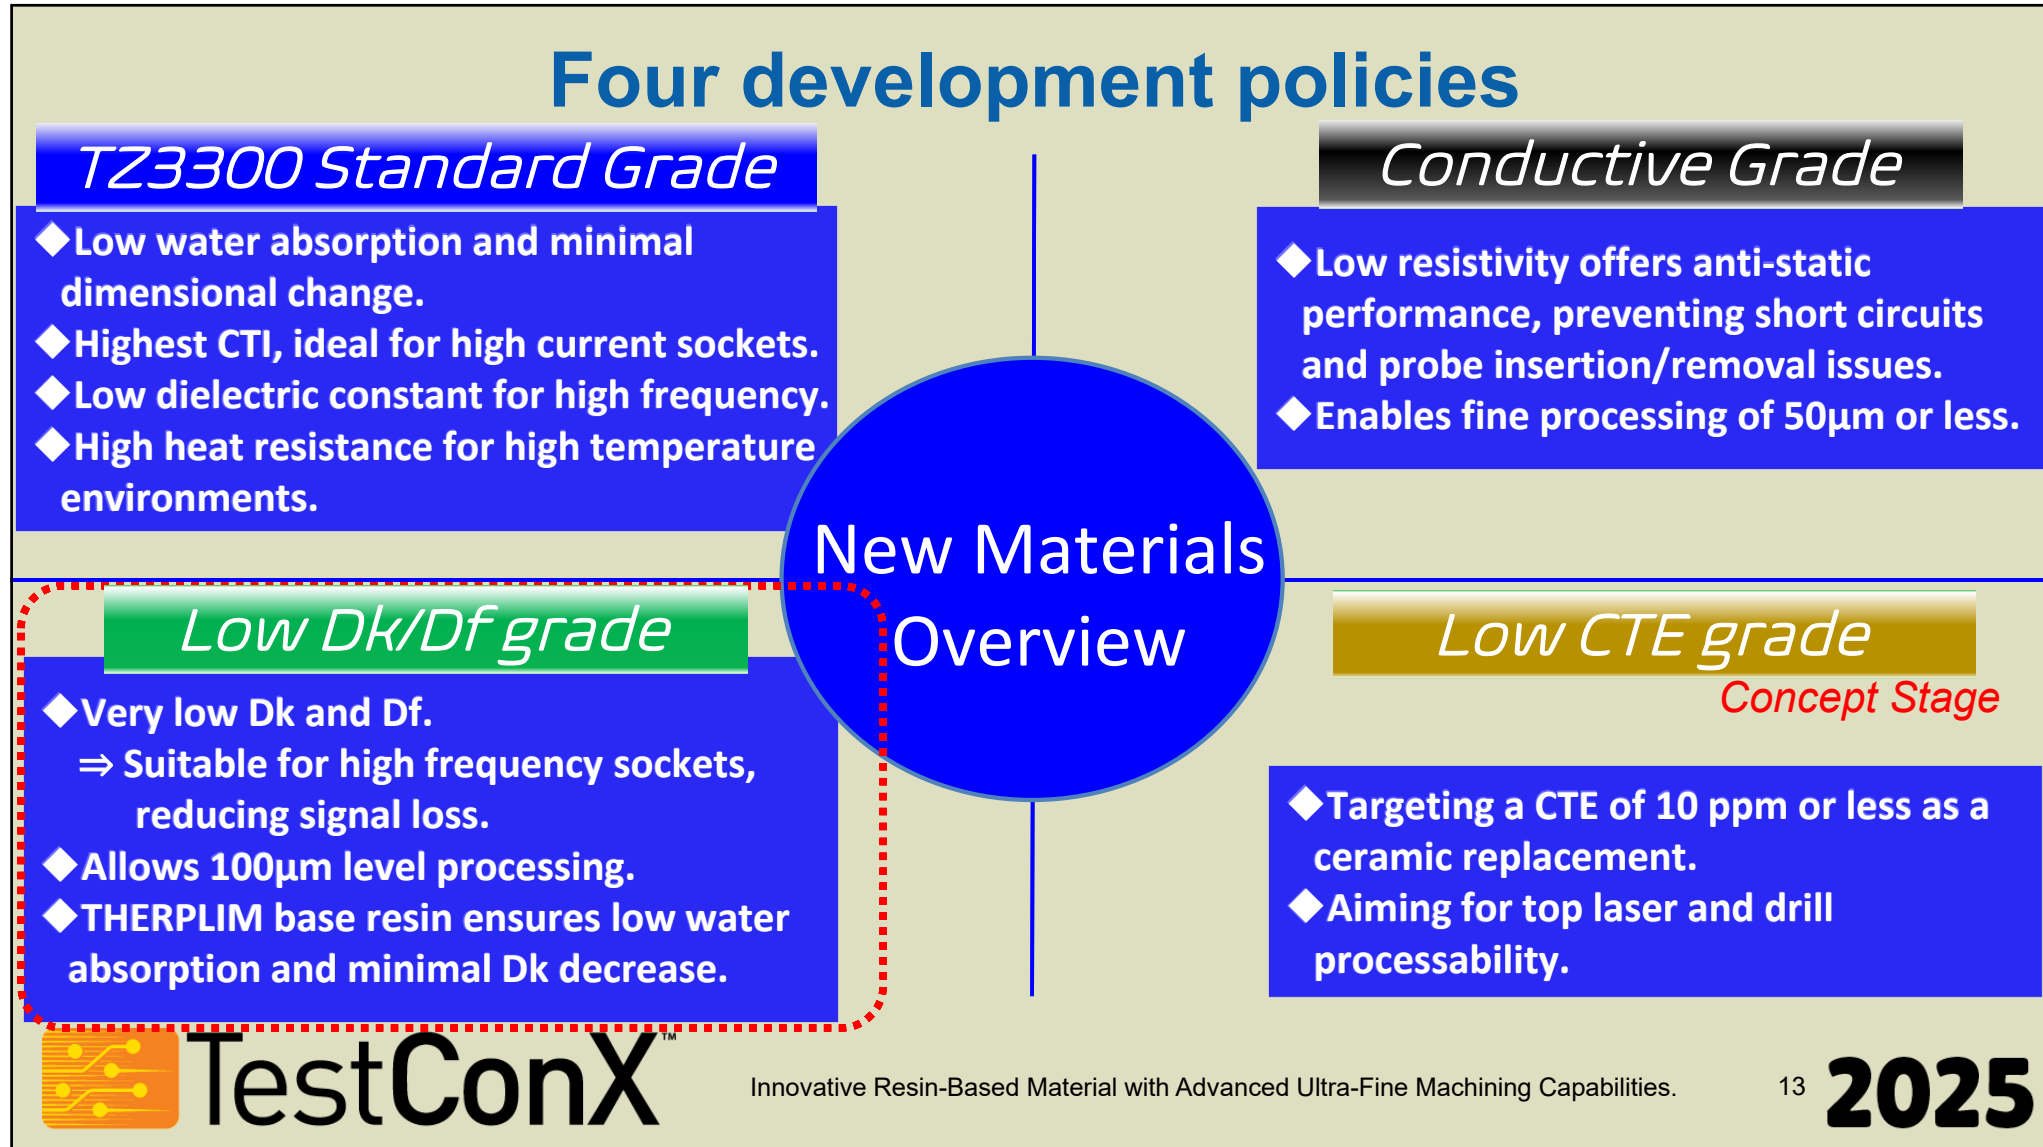 Four development policies
TZ3300 Standard Grade
◆Low water absorption and minimal
dimensional change.
◆Highest CTI, ideal for high current sockets.
◆Low dielectric constant for high frequency.
◆High heat resistance for high temperature
environments.
Conductive Grade
◆Low resistivity offers anti-static
performance, preventing short circuits
and probe insertion/removal issues.
◆Enables fine processing of 50µm or less.
New Materials
Overview
Low Dk/Df grade
◆Very low Dk and Df.
⇒ Suitable for high frequency sockets,
reducing signal loss.
◆Allows 100µm level processing.
◆THERPLIM base resin ensures low water
absorption and minimal Dk decrease.
Low CTE grade
Concept Stage
◆Targeting a CTE of 10 ppm or less as a
ceramic replacement.
◆Aiming for top laser and drill
processability.
TestConX™
Innovative Resin-Based Material with Advanced Ultra-Fine Machining Capabilities.
13
2025